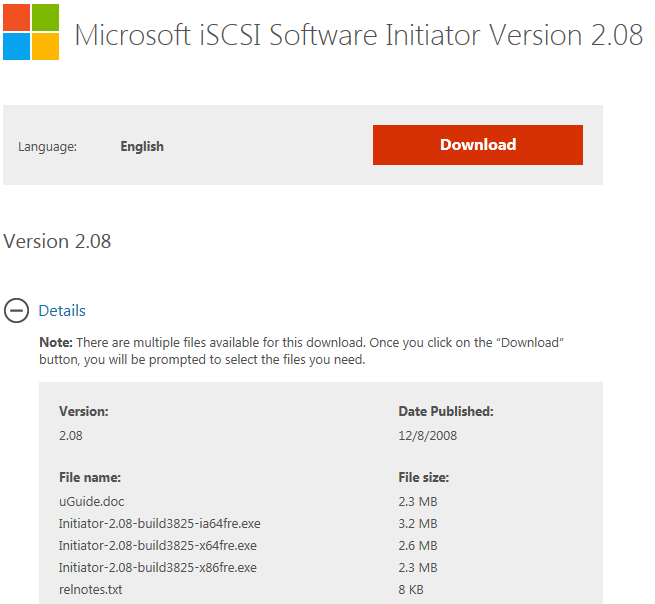 Microsoft iSCSI Software Initiator Version 2.08
Language: English Download
Version 2.08
Details
Note: There are multiple files available for this download. Once you click on the “Download”
button, you will be prompted to select the files you need.
Version: Date Published:
2.08 12/8/2008
File name: File size:
uGuide.doc 2.3 MB
Initiator-2.08-build3825-ia64fre.exe 3.2 MB
Initiator-2.08-build3825-x64fre.exe 2.6 MB
Initiator-2.08-build3825-x86fre.exe 2.3 MB
relnotes.txt 8 KB